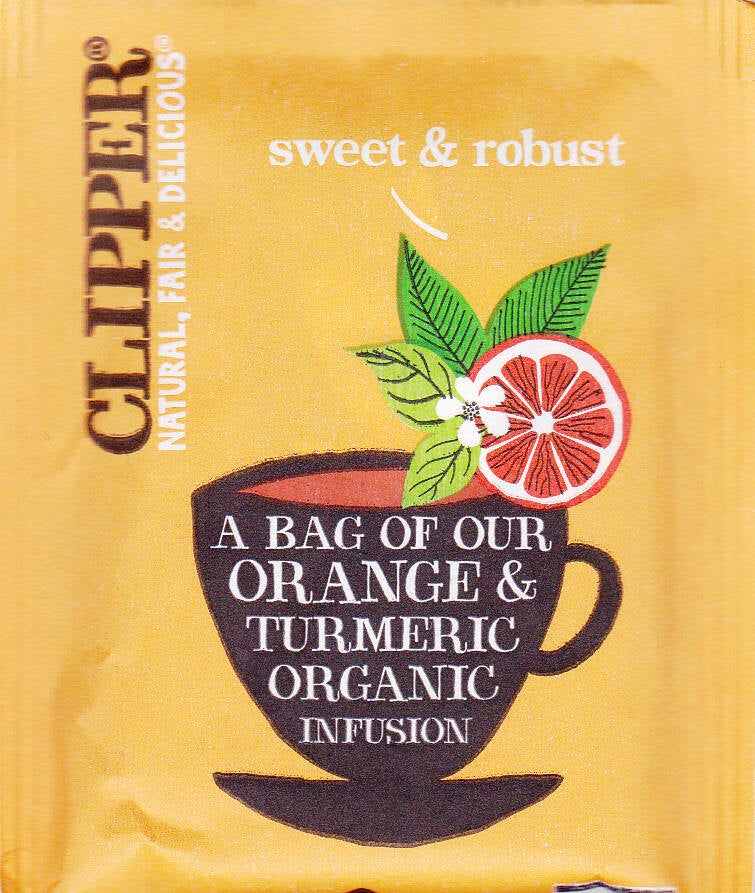 CLIPPER®
NATURAL, FAIR & DELICIOUS®
sweet & robust
A BAG OF OUR
ORANGE &
TURMERIC
ORGANIC
INFUSION